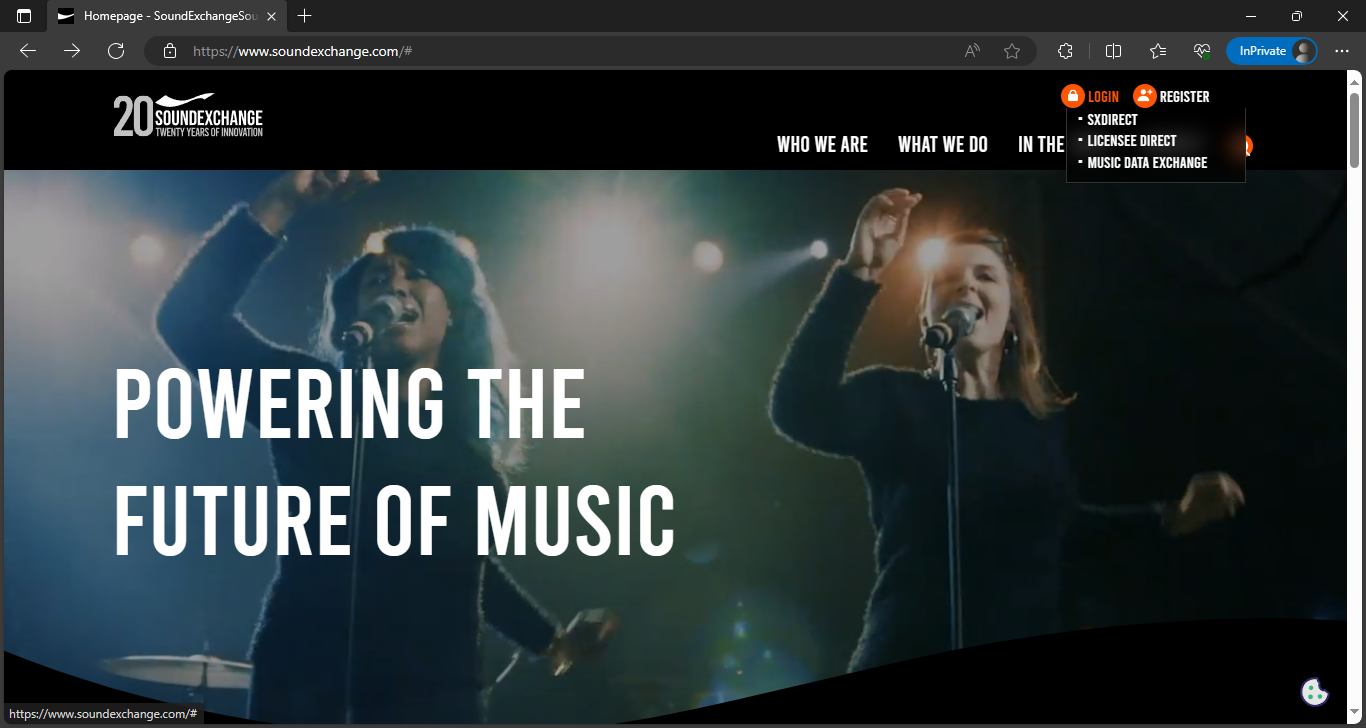 Homepage - SoundExchangeSou
https://www.soundexchange.com/#
InPrivate
20 SOUNDEXCHANGE
TWENTY YEARS OF INNOVATION
LOGIN
REGISTER
SXDIRECT
LICENSEE DIRECT
MUSIC DATA EXCHANGE
WHO WE ARE
WHAT WE DO
IN THE
POWERING THE
FUTURE OF MUSIC
https://www.soundexchange.com/#